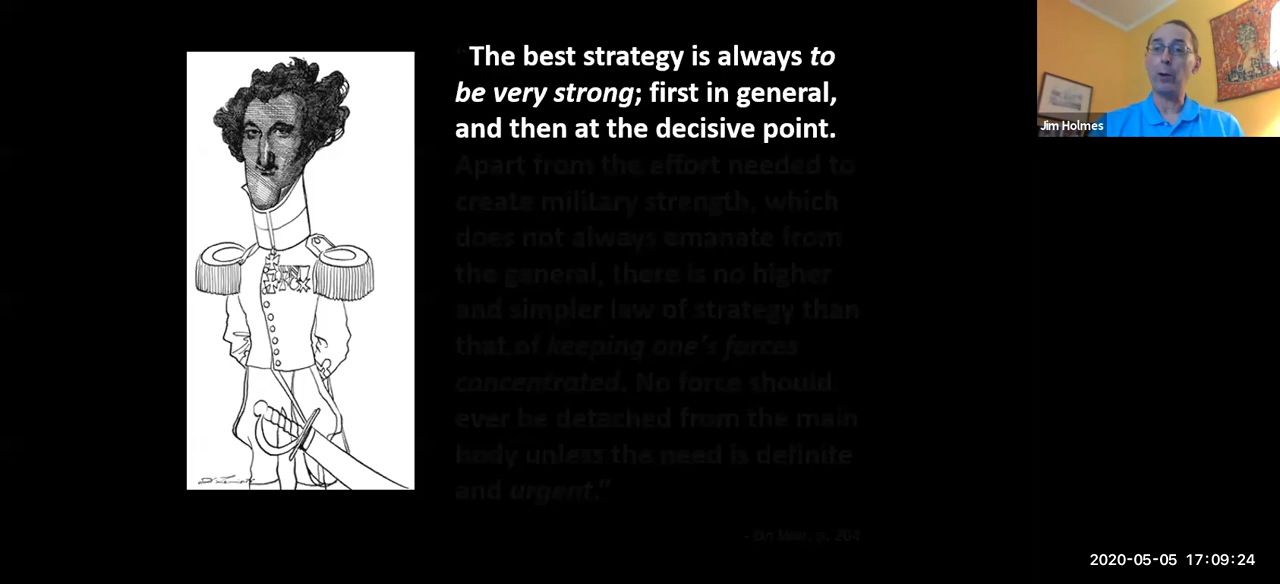 "The best strategy is always to
be very strong; first in general,
and then at the decisive point.
Apart from the effort needed to
create military strength, which
does not always emanate from
the general, there is no higher
and simpler law of strategy than
that of keeping one's forces
concentrated. No force should
ever be detached from the main
body unless the need is definite
and urgent."
- On War, p. 204
Jim Holmes
2020-05-05 17:09:24